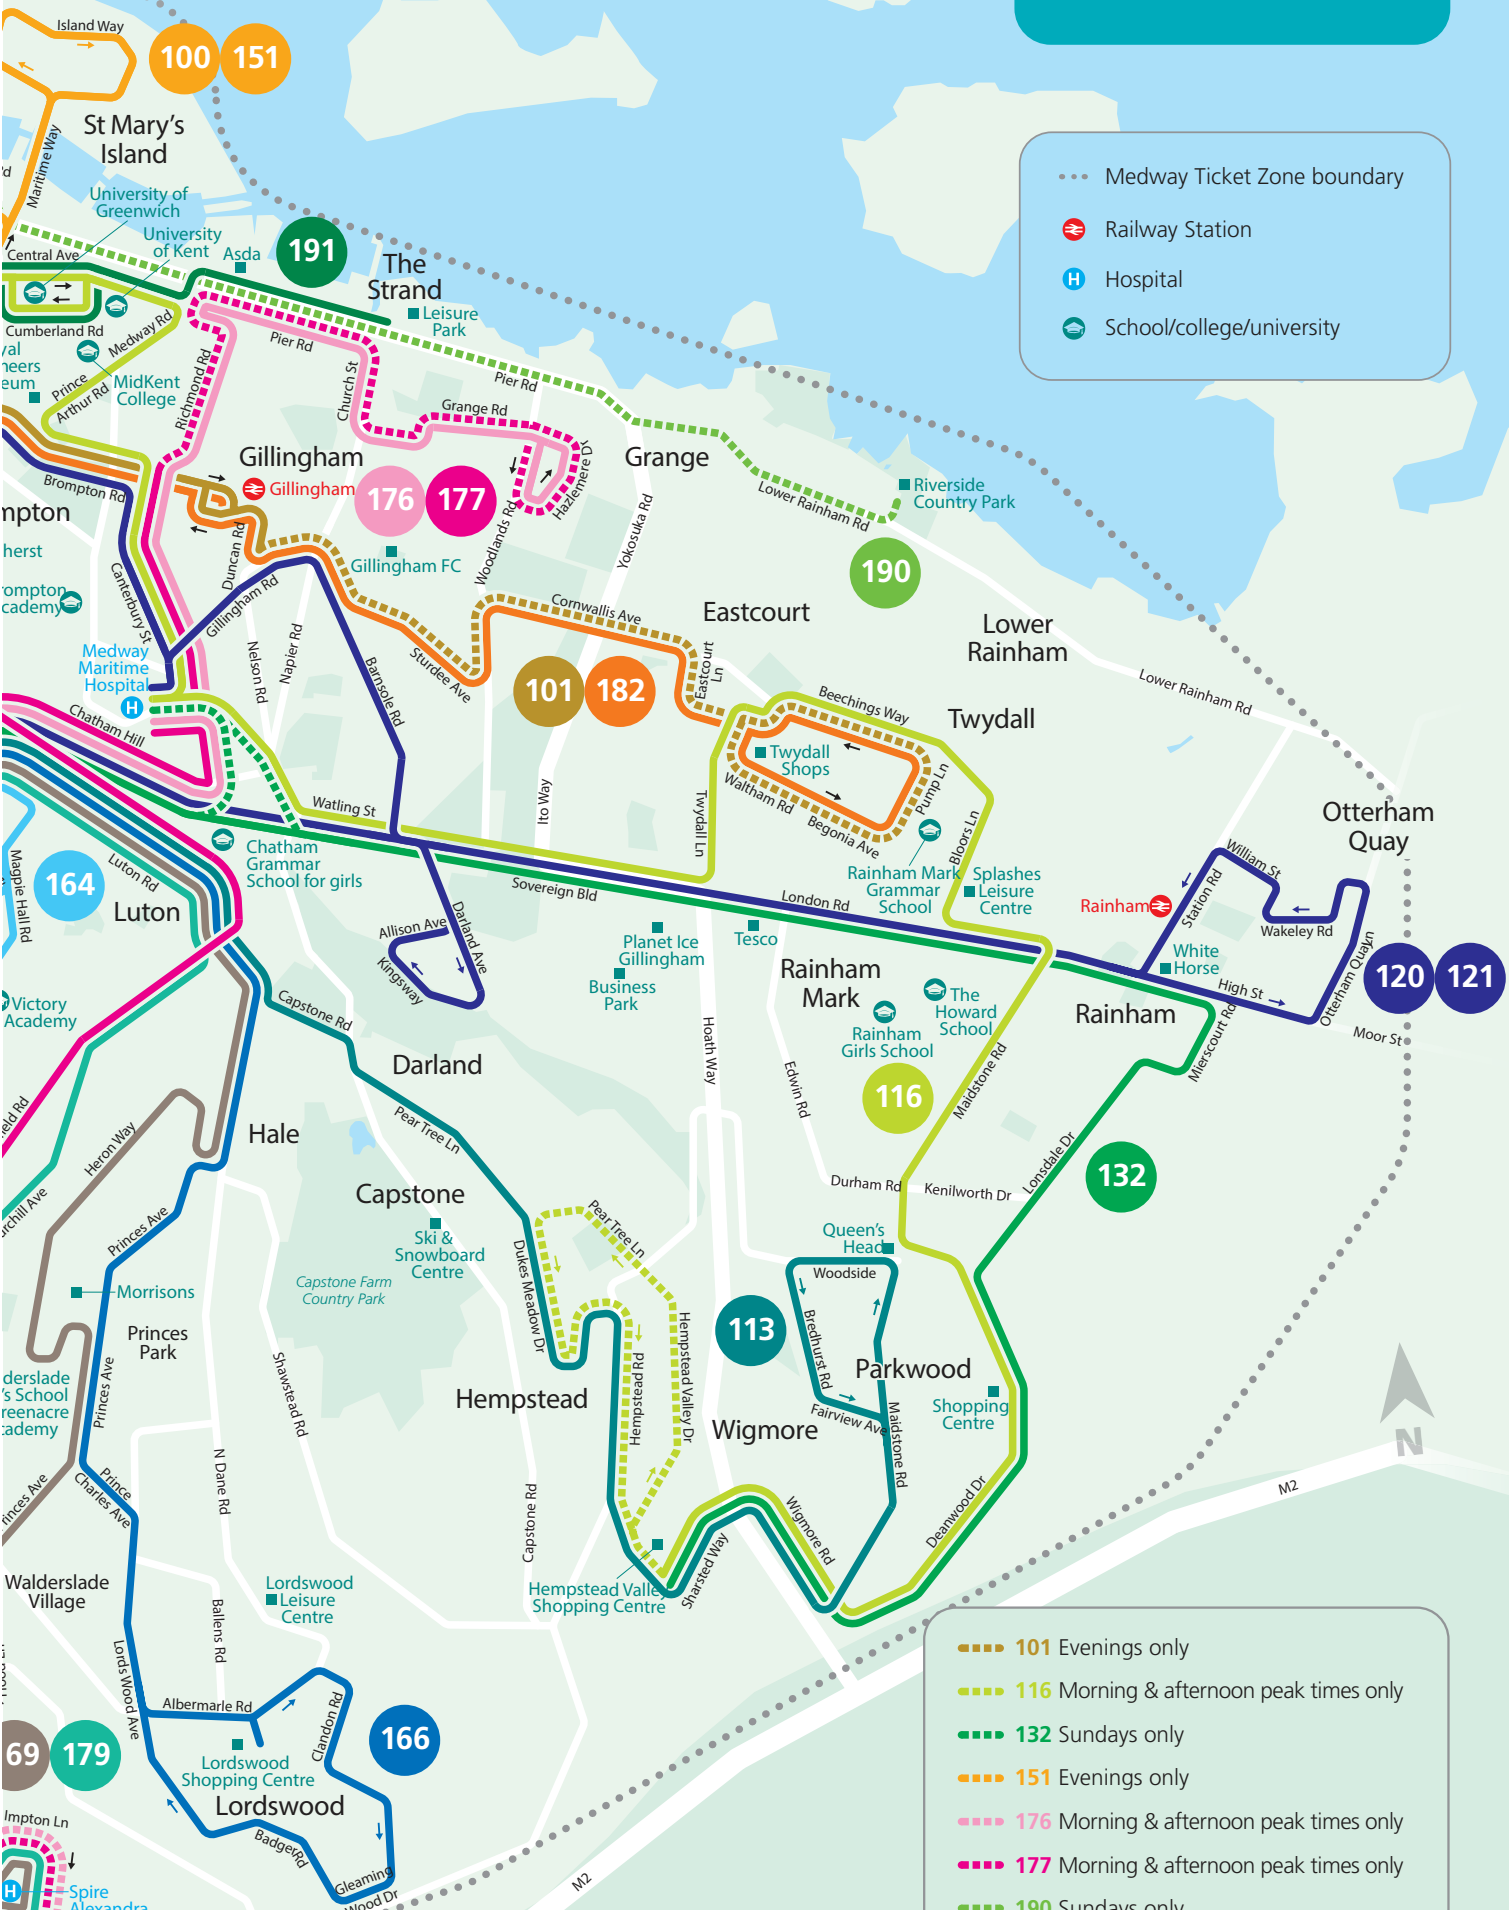 Island Way
100
151
St Mary's
Island
Maritime Way
University of
Greenwich
University
of Kent
Asda
191
The
Strand
Leisure
Park
Central Ave
Cumberland Rd
Medway Rd
Prince
Arthur Rd
MidKent
College
Richmond Rd
Pier Rd
Church St
Pier Rd
Grange Rd
Hazlemere Dr
Woodlands Rd
Gillingham
Gillingham
176
177
Gillingham FC
Grange
Yokosuka Rd
Lower Rainham Rd
Riverside
Country Park
190
Medway Ticket Zone boundary
Railway Station
H
Hospital
School/college/university
Brompton Rd
Canterbury St
Duncan Rd
Gillingham Rd
Nelson Rd
Napier Rd
Barnsole Rd
Sturdee Ave
Cornwallis Ave
Eastcourt
Eastcourt
Ln
101
182
Medway
Maritime
Hospital
H
Chatham Hill
Lower
Rainham
Lower Rainham Rd
Beechings Way
Twydall
Twydall
Shops
Waltham Rd
Begonia Ave
Pump Ln
Bloors Ln
Twydall Ln
Ito Way
Watling St
Sovereign Bld
London Rd
Chatham
Grammar
School for girls
Luton Rd
Magpie Hall Rd
164
Luton
Allison Ave
Kingsway
Darland Ave
Planet Ice
Gillingham
Business
Park
Tesco
Rainham Mark
Grammar
School
Splashes
Leisure
Centre
Rainham
Mark
The
Howard
School
Rainham
Girls School
116
Otterham
Quay
William St
Station Rd
Rainham
Wakeley Rd
White
Horse
High St
Otterham Quay Ln
120
121
Moor St
Rainham
Mierscourt Rd
Victory
Academy
Capstone Rd
Darland
Pear Tree Ln
Hale
Heron Way
Hoath Way
Edwin Rd
Maidstone Rd
Durham Rd
Kenilworth Dr
Lonsdale Dr
132
Capstone
Ski &
Snowboard
Centre
Capstone Farm
Country Park
Pear Tree Ln
Dukes Meadow Dr
Hempstead Rd
Hempstead Valley Dr
Queen's
Head
Woodside
113
Bredhurst Rd
Parkwood
Fairview Ave
Maidstone Rd
Shopping
Centre
Princes Ave
Morrisons
Princes
Park
Princes Ave
Shawstead Rd
N Dane Rd
Hempstead
Wigmore
Wigmore Rd
Deanwood Dr
Capstone Rd
Prince
Charles Ave
Hempstead Valley
Shopping Centre
Sharsted Way
M2
N
Walderslade
Village
Lordswood
Leisure
Centre
Ballens Rd
Lords Wood Ave
Albermarle Rd
Clandon Rd
166
69
179
Lordswood
Shopping Centre
Lordswood
Badger Rd
Gleaming
Wood Dr
M2
Impton Ln
H
Spire
Alexandra
101 Evenings only
116 Morning & afternoon peak times only
132 Sundays only
151 Evenings only
176 Morning & afternoon peak times only
177 Morning & afternoon peak times only
190 Sundays only